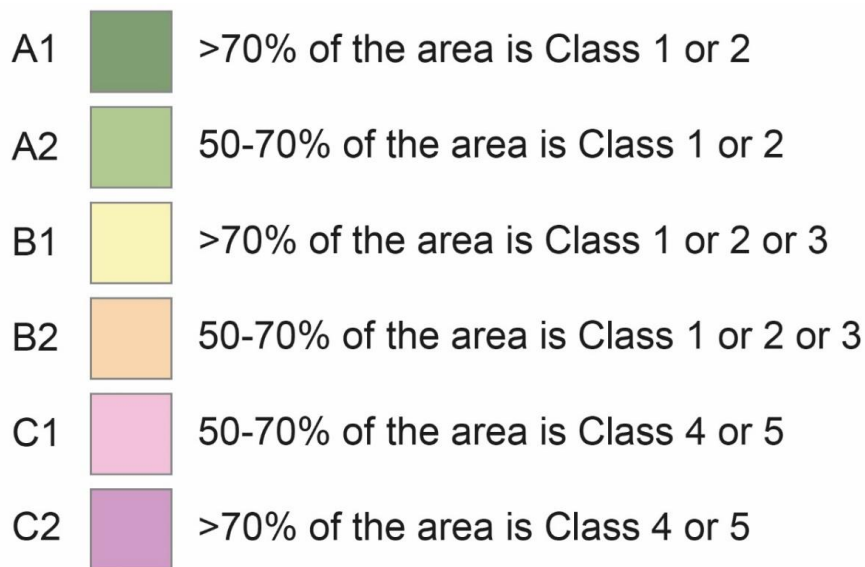 A1 >70% of the area is Class 1 or 2
A2 50-70% of the area is Class 1 or 2
B1 >70% of the area is Class 1 or 2 or 3
B2 50-70% of the area is Class 1 or 2 or 3
C1 50-70% of the area is Class 4 or 5
C2 >70% of the area is Class 4 or 5